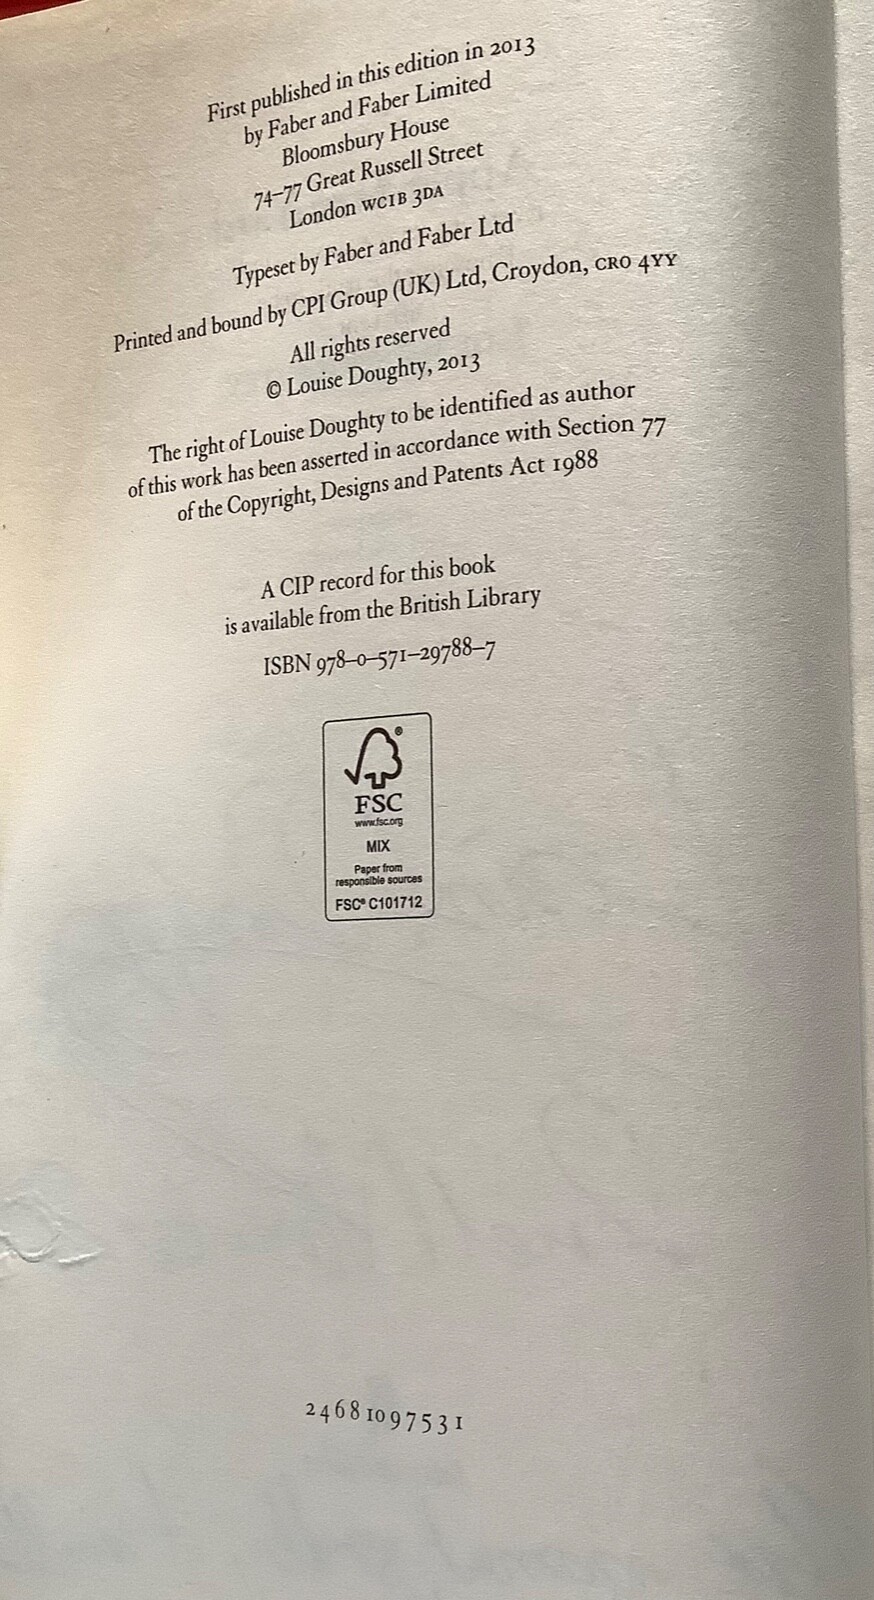 First published in this edition in 2013
by Faber and Faber Limited
Bloomsbury House
74–77 Great Russell Street
London WC1B 3DA
Typeset by Faber and Faber Ltd
Printed and bound by CPI Group (UK) Ltd, Croydon, CR0 4YY
All rights reserved
© Louise Doughty, 2013
The right of Louise Doughty to be identified as author
of this work has been asserted in accordance with Section 77
of the Copyright, Designs and Patents Act 1988
A CIP record for this book
is available from the British Library
ISBN 978–0–571–29788–7
®
FSC
www.fsc.org
MIX
Paper from
responsible sources
FSC® C101712
2 4 6 8 10 9 7 5 3 1